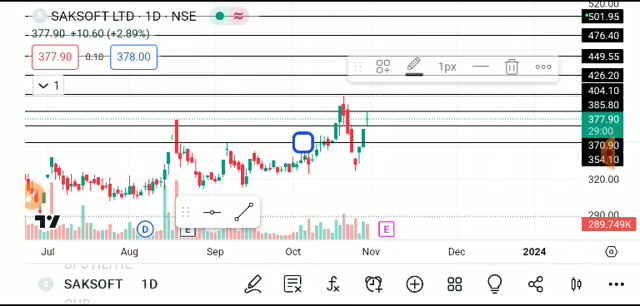 520.00
SAKSOFT LTD · 1D · NSE
501.95
377.90 +10.60 (+2.89%)
476.40
377.90 0.10 378.00
449.55
1px
426.20
1
404.10
385.80
377.90
29:00
370.90
354.10
320.00
290.00
289.749K
D E E
Jul Aug Sep Oct Nov Dec 2024
SAKSOFT 1D